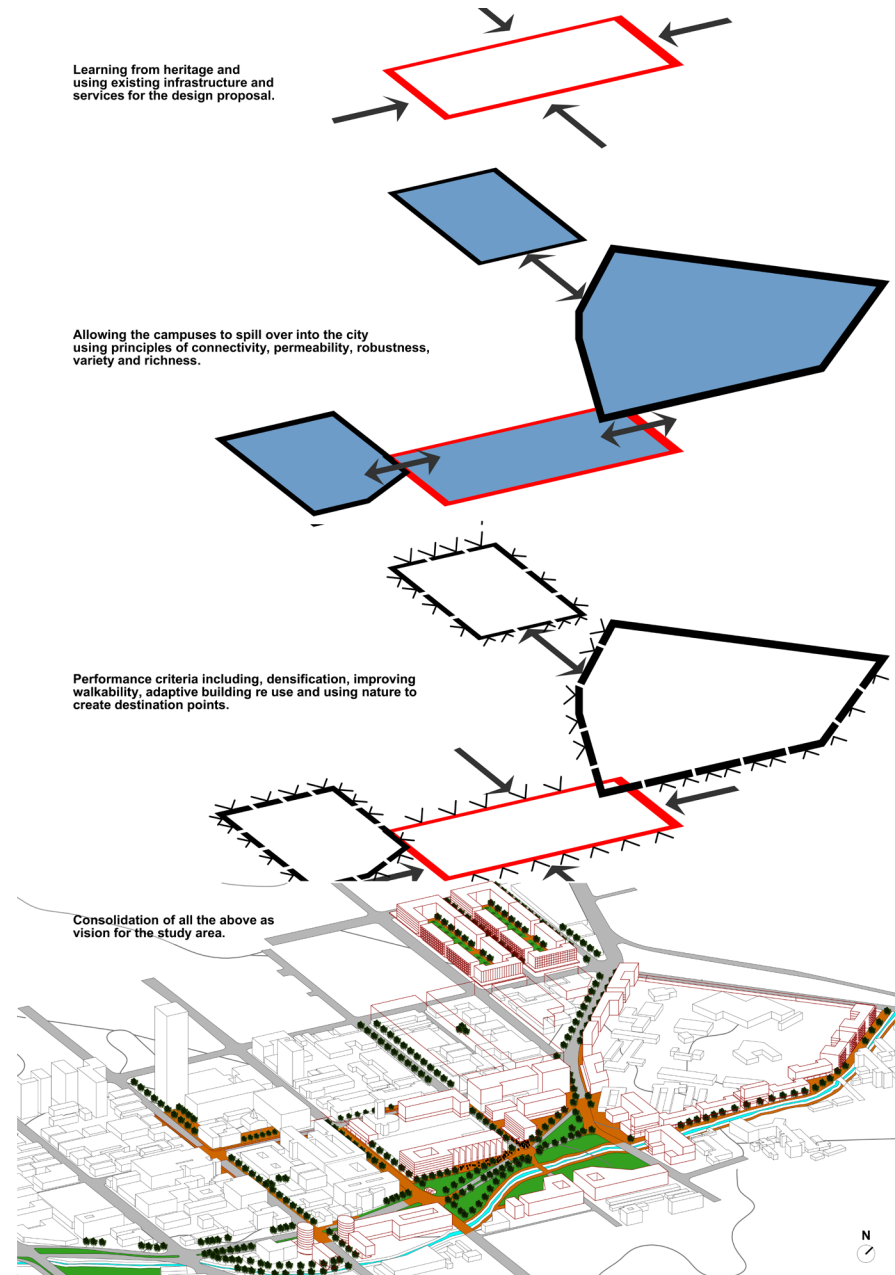 Learning from heritage and
using existing infrastructure and
services for the design proposal.
Allowing the campuses to spill over into the city
using principles of connectivity, permeability, robustness,
variety and richness.
Performance criteria including, densification, improving
walkability, adaptive building re use and using nature to
create destination points.
Consolidation of all the above as
vision for the study area.
N